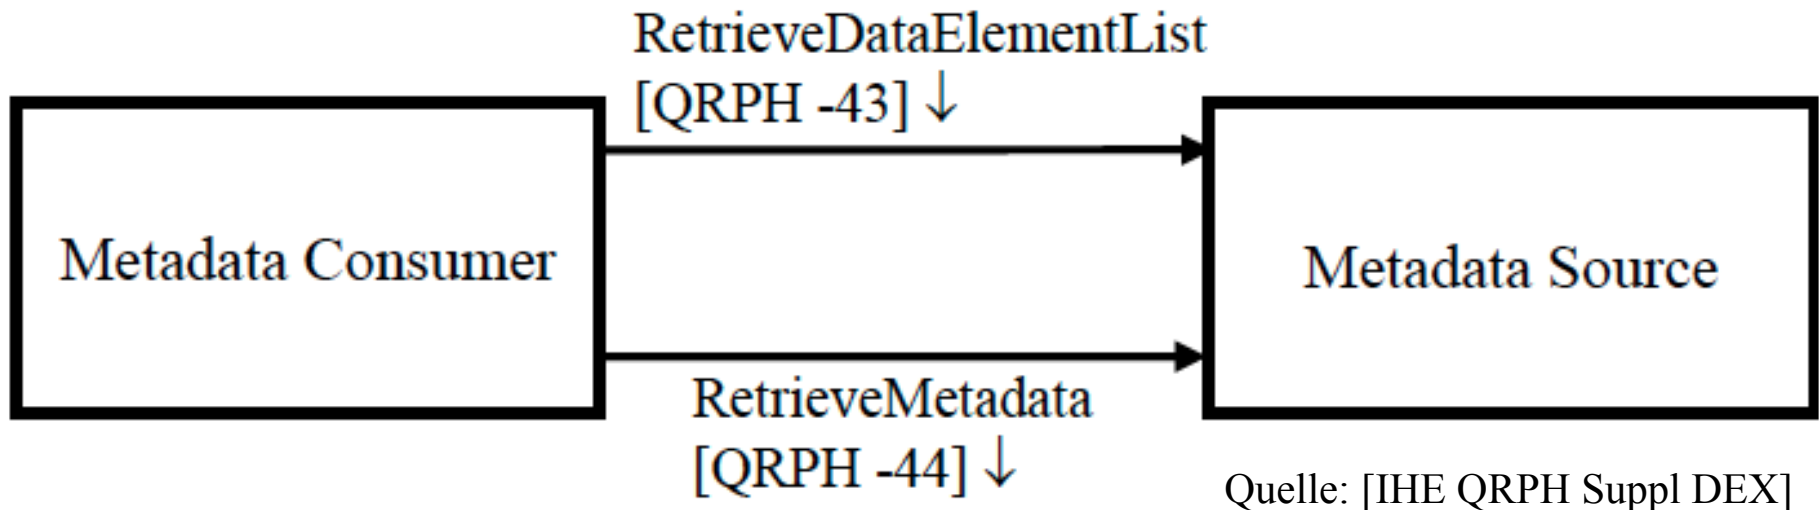 RetrieveDataElementList
[QRPH -43] ↓
Metadata Consumer
Metadata Source
RetrieveMetadata
[QRPH -44] ↓
Quelle: [IHE QRPH Suppl DEX]